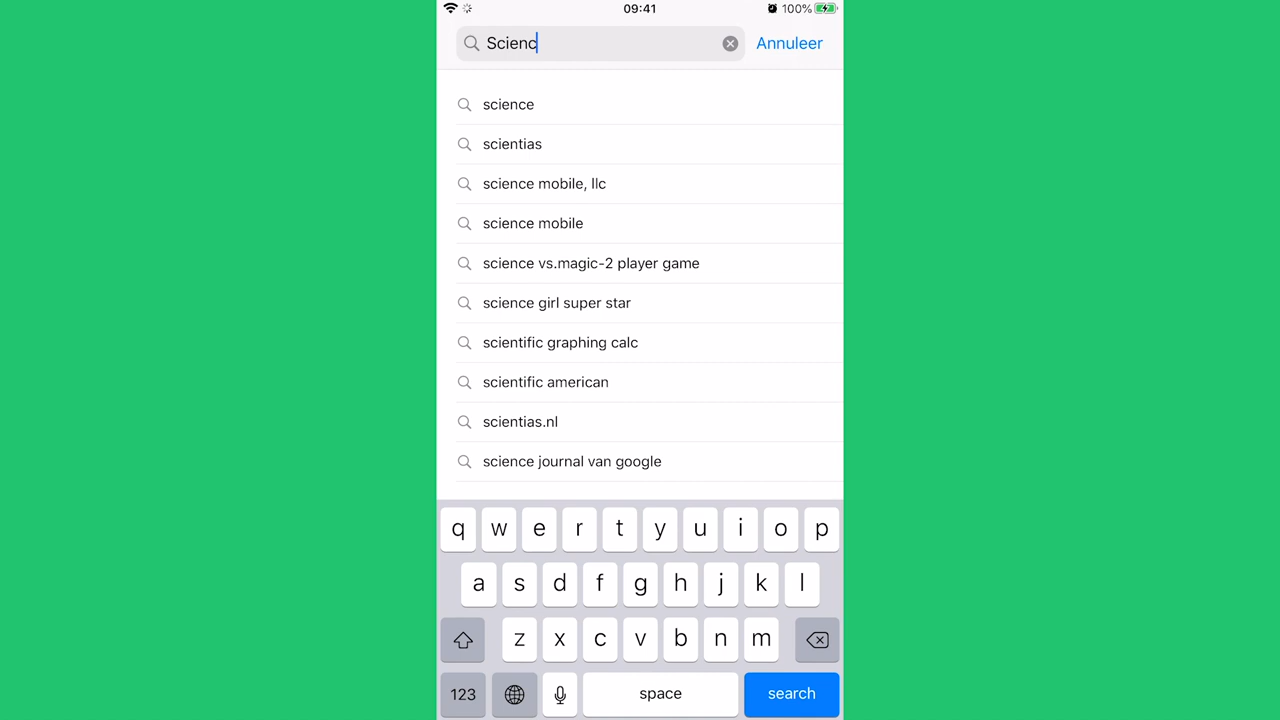 09:41
100%
Scienc
Annuleer
science
scientias
science mobile, llc
science mobile
science vs.magic-2 player game
science girl super star
scientific graphing calc
scientific american
scientias.nl
science journal van google
q w e r t y u i o p
a s d f g h j k l
z x c v b n m
123 space search